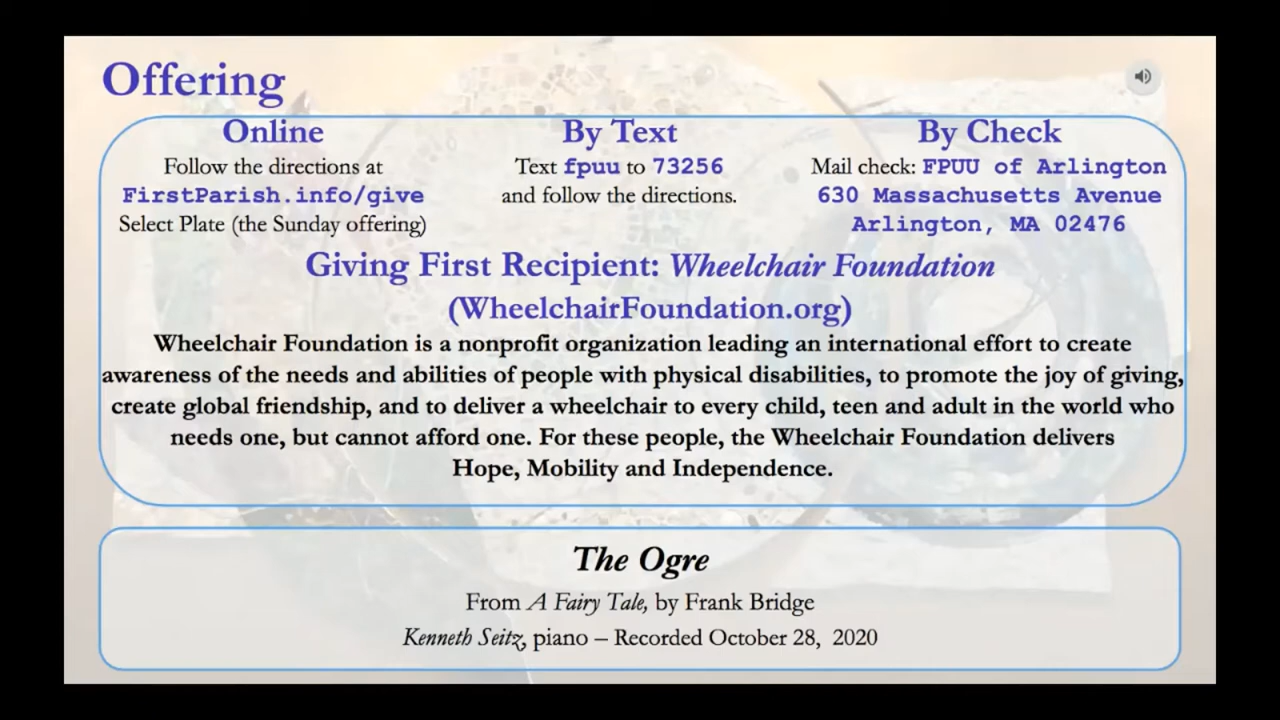 Offering
Online
Follow the directions at
FirstParish.info/give
Select Plate (the Sunday offering)
By Text
Text fpuu to 73256
and follow the directions.
By Check
Mail check: FPUU of Arlington
630 Massachusetts Avenue
Arlington, MA 02476
Giving First Recipient: Wheelchair Foundation
(WheelchairFoundation.org)
Wheelchair Foundation is a nonprofit organization leading an international effort to create
awareness of the needs and abilities of people with physical disabilities, to promote the joy of giving,
create global friendship, and to deliver a wheelchair to every child, teen and adult in the world who
needs one, but cannot afford one. For these people, the Wheelchair Foundation delivers
Hope, Mobility and Independence.
The Ogre
From A Fairy Tale, by Frank Bridge
Kenneth Seitz, piano – Recorded October 28, 2020